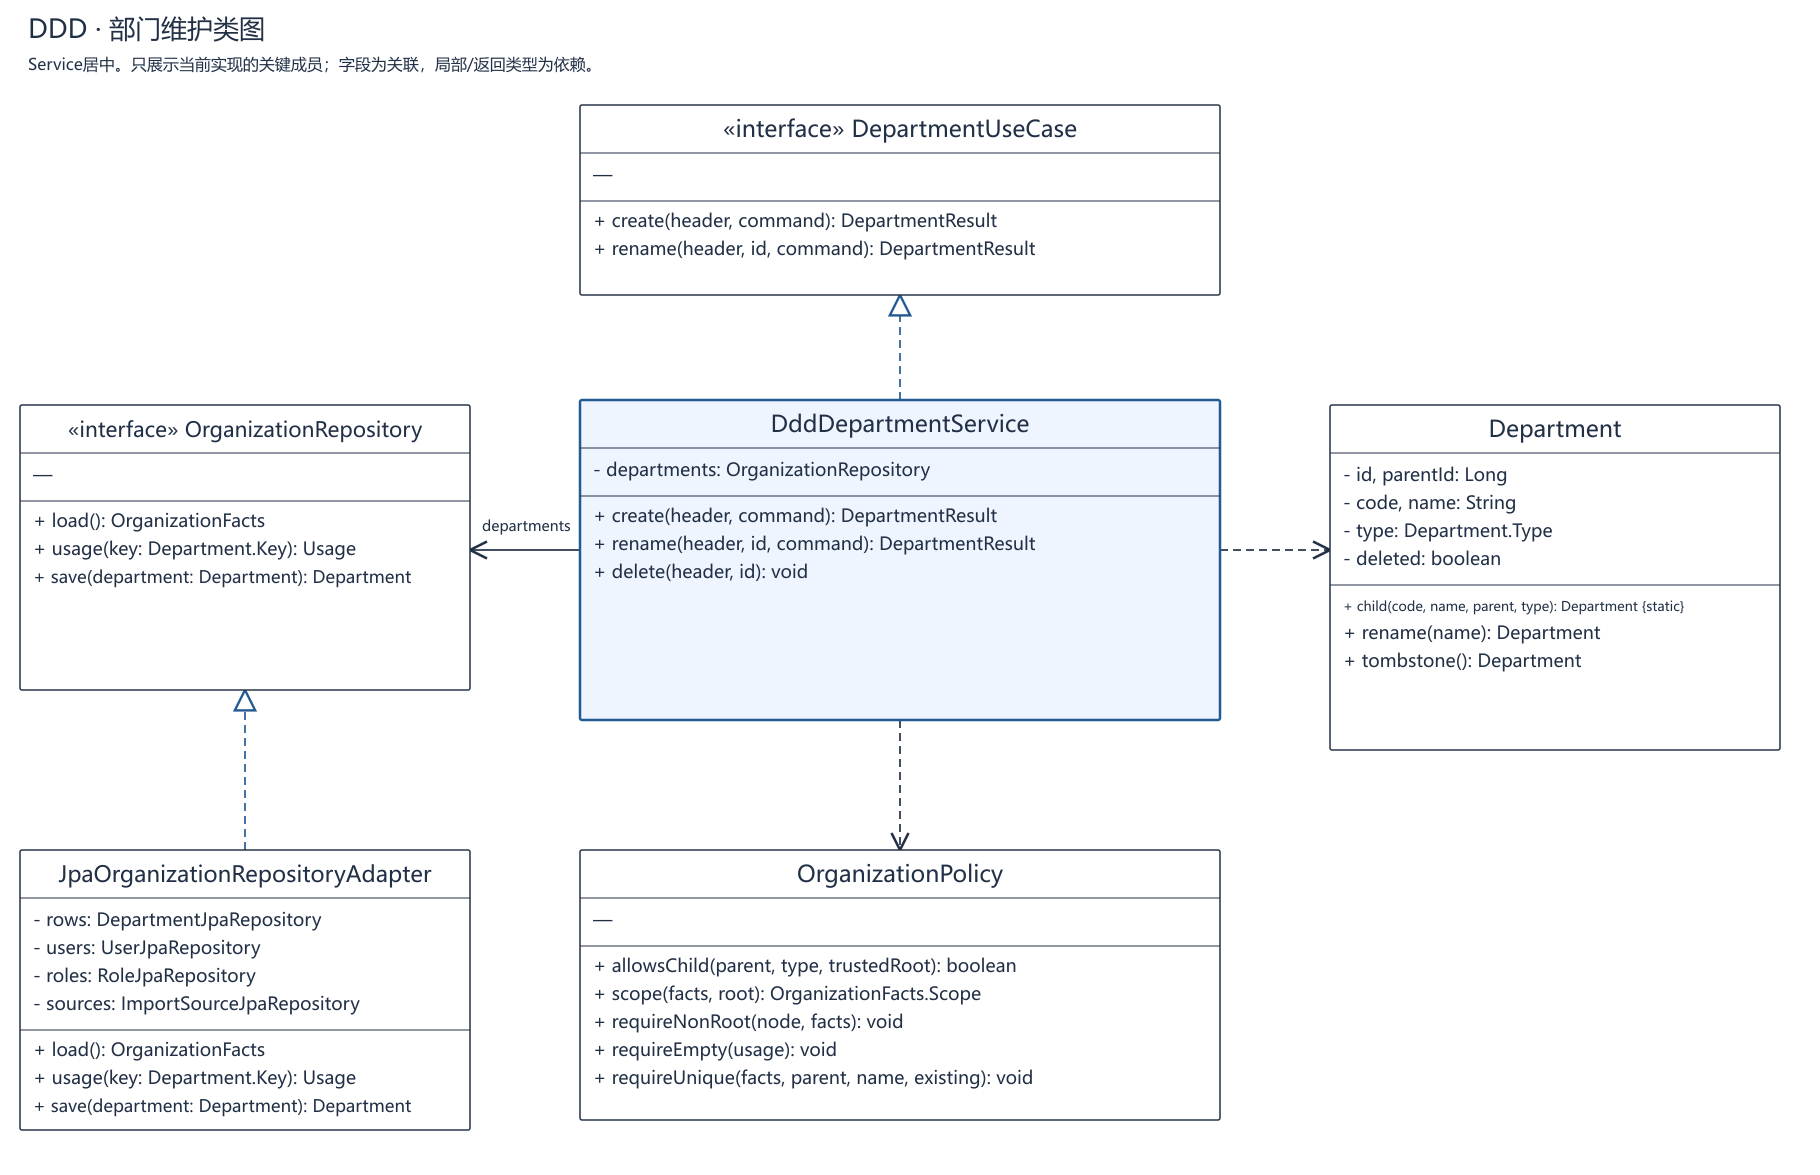 DDD · 部门维护类图
Service居中。只展示当前实现的关键成员；字段为关联，局部/返回类型为依赖。
«interface» DepartmentUseCase
—
+ create(header, command): DepartmentResult
+ rename(header, id, command): DepartmentResult
«interface» OrganizationRepository
—
+ load(): OrganizationFacts
+ usage(key: Department.Key): Usage
+ save(department: Department): Department
departments
DddDepartmentService
- departments: OrganizationRepository
+ create(header, command): DepartmentResult
+ rename(header, id, command): DepartmentResult
+ delete(header, id): void
Department
- id, parentId: Long
- code, name: String
- type: Department.Type
- deleted: boolean
+ child(code, name, parent, type): Department {static}
+ rename(name): Department
+ tombstone(): Department
JpaOrganizationRepositoryAdapter
- rows: DepartmentJpaRepository
- users: UserJpaRepository
- roles: RoleJpaRepository
- sources: ImportSourceJpaRepository
+ load(): OrganizationFacts
+ usage(key: Department.Key): Usage
+ save(department: Department): Department
OrganizationPolicy
—
+ allowsChild(parent, type, trustedRoot): boolean
+ scope(facts, root): OrganizationFacts.Scope
+ requireNonRoot(node, facts): void
+ requireEmpty(usage): void
+ requireUnique(facts, parent, name, existing): void